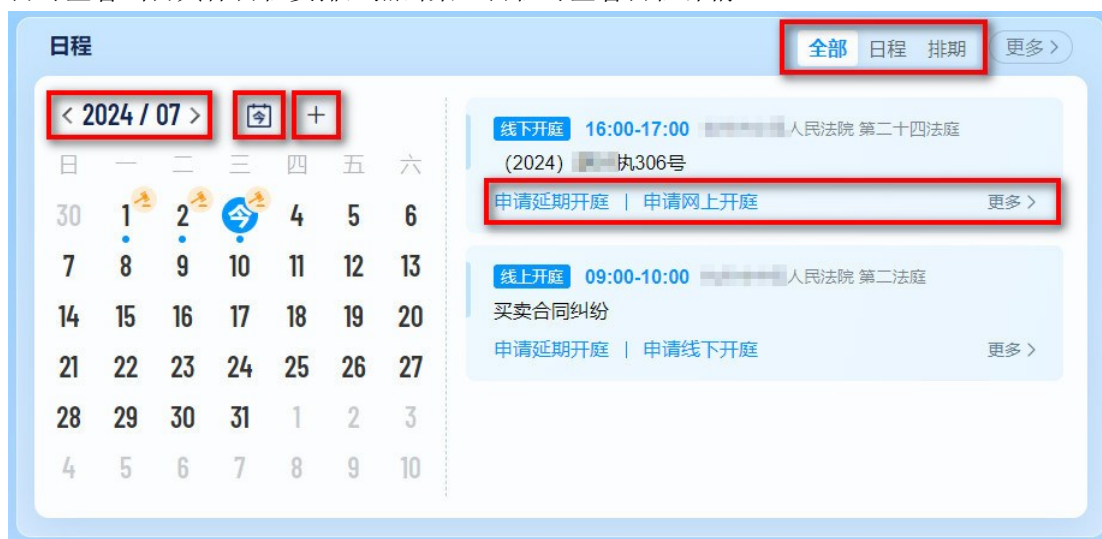 日程
全部 日程 排期 更多 >
< 2024 / 07 > 今 +
日 一 二 三 四 五 六
30 1 2 今 4 5 6
7 8 9 10 11 12 13
14 15 16 17 18 19 20
21 22 23 24 25 26 27
28 29 30 31 1 2 3
4 5 6 7 8 9 10
线下开庭 16:00-17:00 人民法院 第二十四法庭
(2024) 执306号
申请延期开庭 | 申请网上开庭 更多 >
线上开庭 09:00-10:00 人民法院 第二法庭
买卖合同纠纷
申请延期开庭 | 申请线下开庭 更多 >